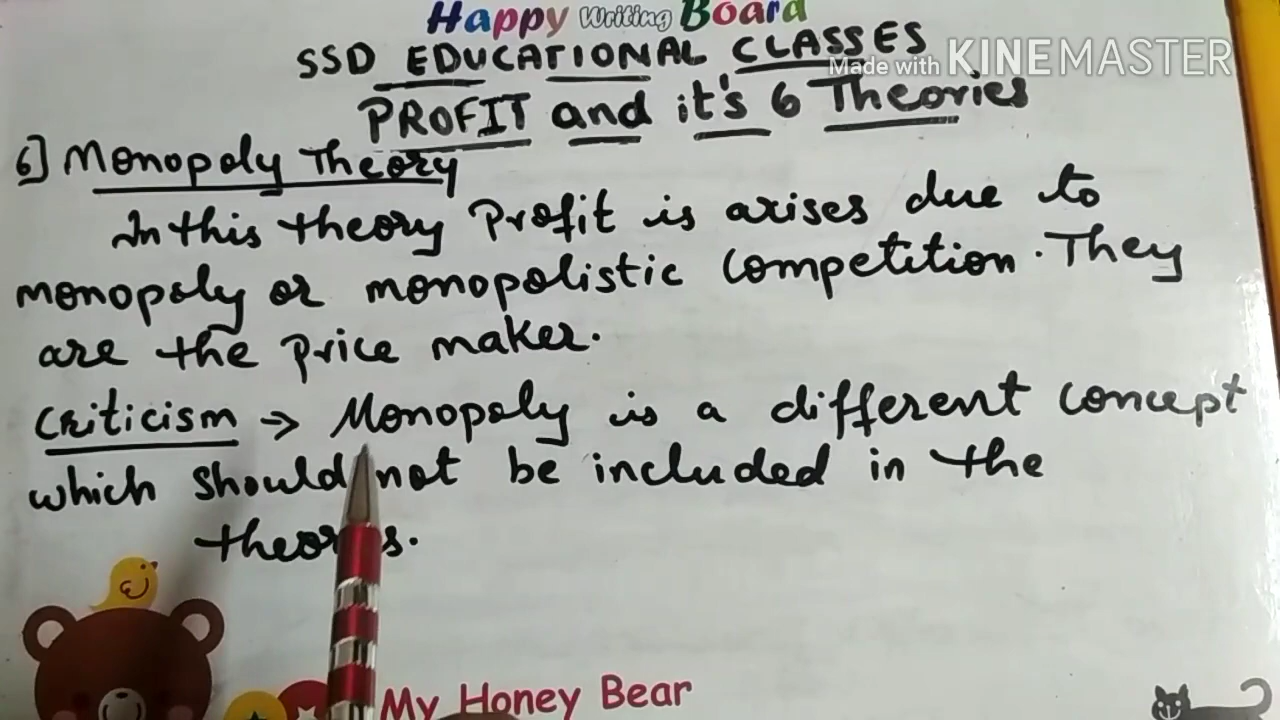 Happy Writing Board
SSD EDUCATIONAL CLASSES
Made with KINEMASTER
PROFIT and it's 6 Theories
6] Monopoly Theory
In this theory Profit is arises due to
monopoly or monopolistic competition. They
are the price maker.
Criticism → Monopoly is a different concept
which should not be included in the
My Honey Bear